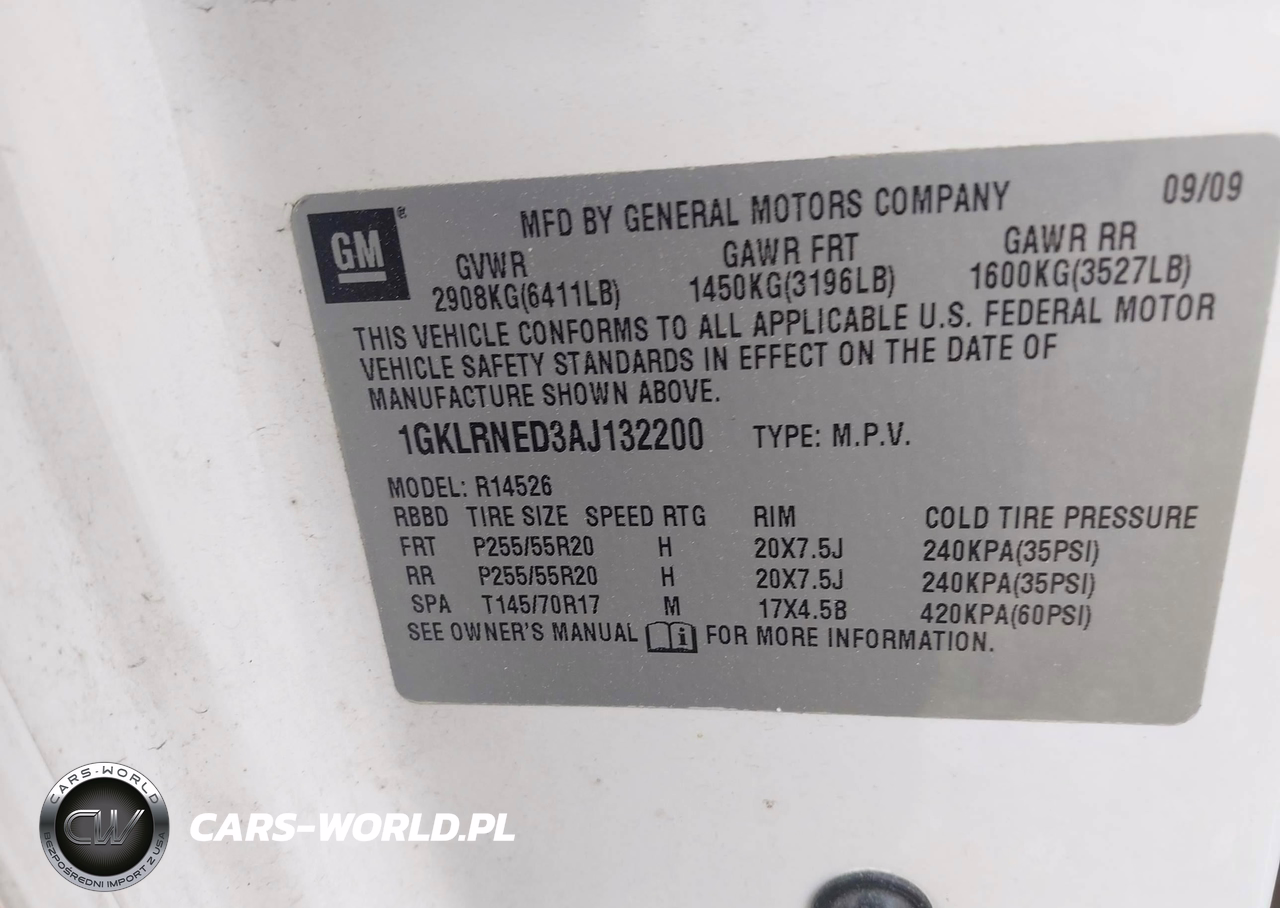 GM®
MFD BY GENERAL MOTORS COMPANY 09/09
GVWR GAWR FRT GAWR RR
2908KG(6411LB) 1450KG(3196LB) 1600KG(3527LB)
THIS VEHICLE CONFORMS TO ALL APPLICABLE U.S. FEDERAL MOTOR
VEHICLE SAFETY STANDARDS IN EFFECT ON THE DATE OF
MANUFACTURE SHOWN ABOVE.
1GKLRNED3AJ132200 TYPE: M.P.V.
MODEL: R14526
RBBD TIRE SIZE SPEED RTG RIM COLD TIRE PRESSURE
FRT P255/55R20 H 20X7.5J 240KPA(35PSI)
RR P255/55R20 H 20X7.5J 240KPA(35PSI)
SPA T145/70R17 M 17X4.5B 420KPA(60PSI)
SEE OWNER'S MANUAL i FOR MORE INFORMATION.
CARS-WORLD
CW
BEZPOŚREDNI IMPORT Z USA
CARS-WORLD.PL